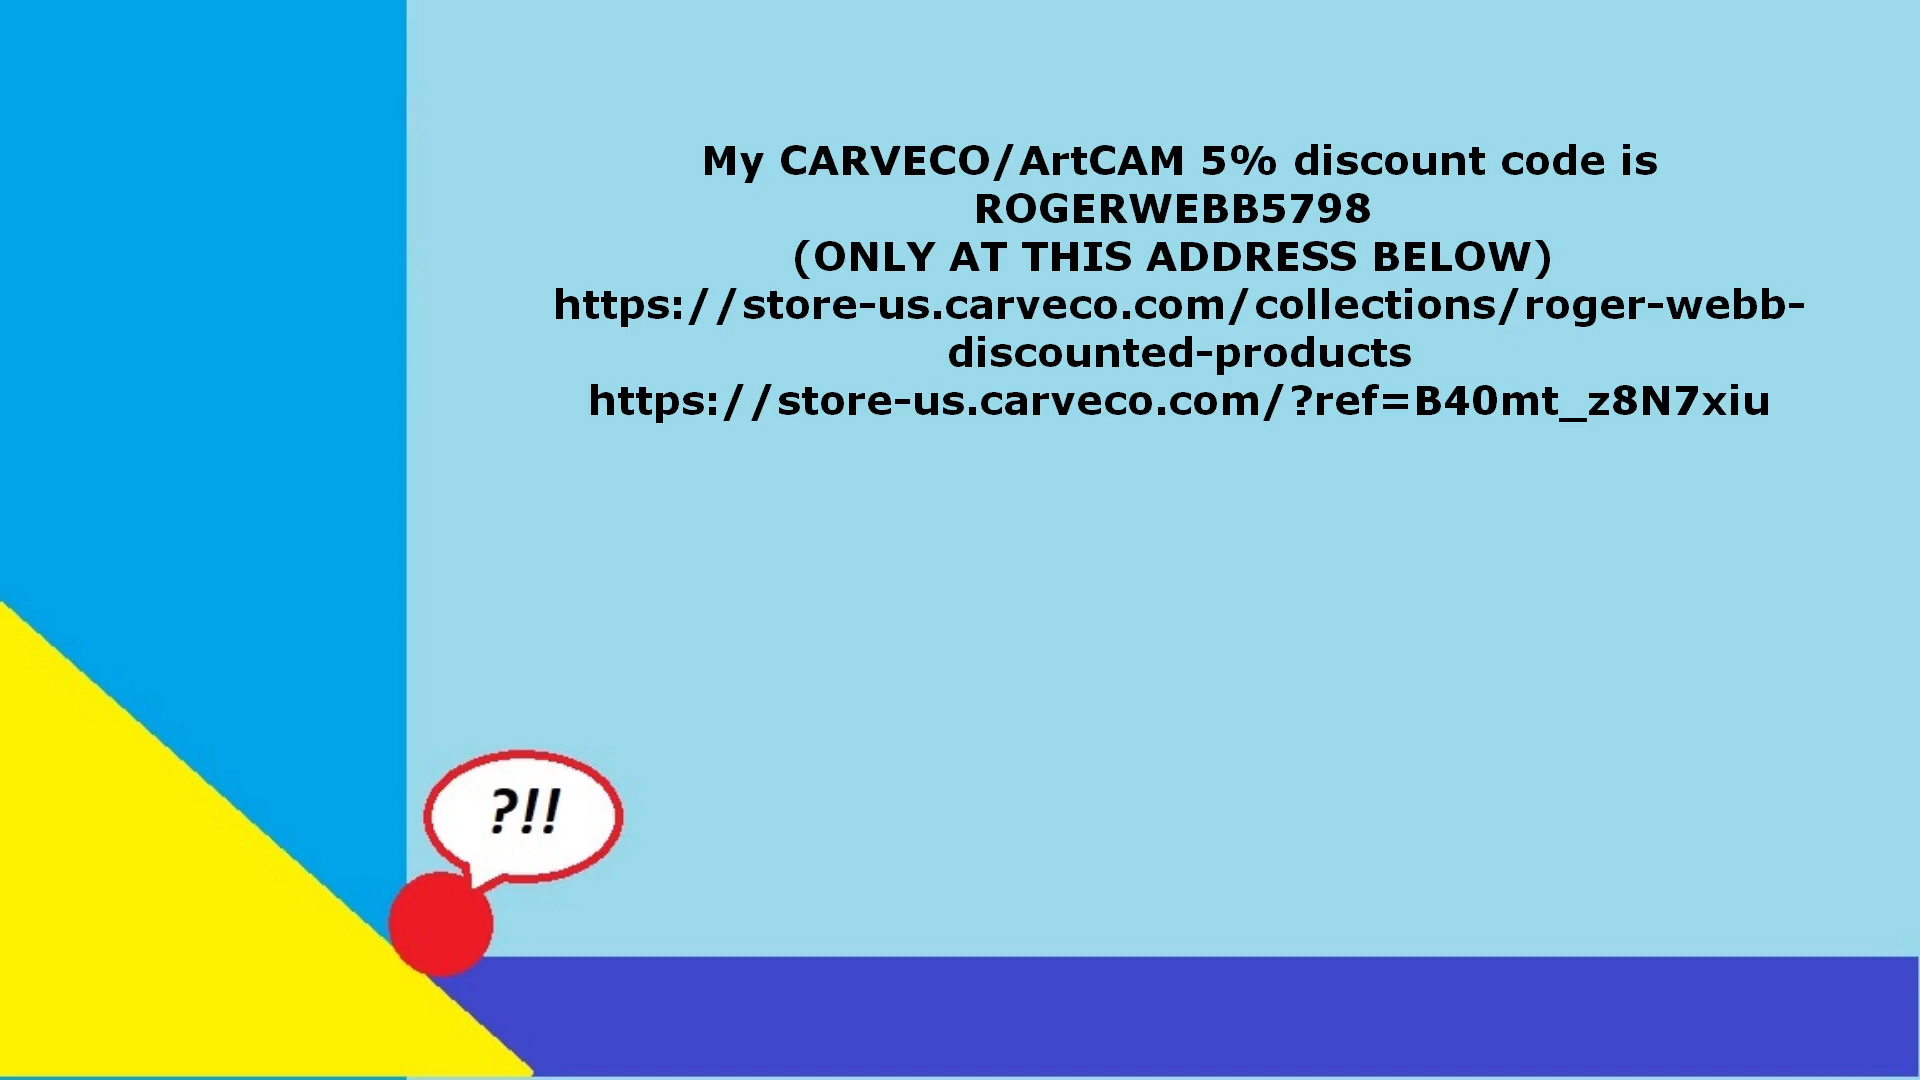 My CARVECO/ArtCAM 5% discount code is
ROGERWEBB5798
(ONLY AT THIS ADDRESS BELOW)
https://store-us.carveco.com/collections/roger-webb-
discounted-products
https://store-us.carveco.com/?ref=B40mt_z8N7xiu
?!!